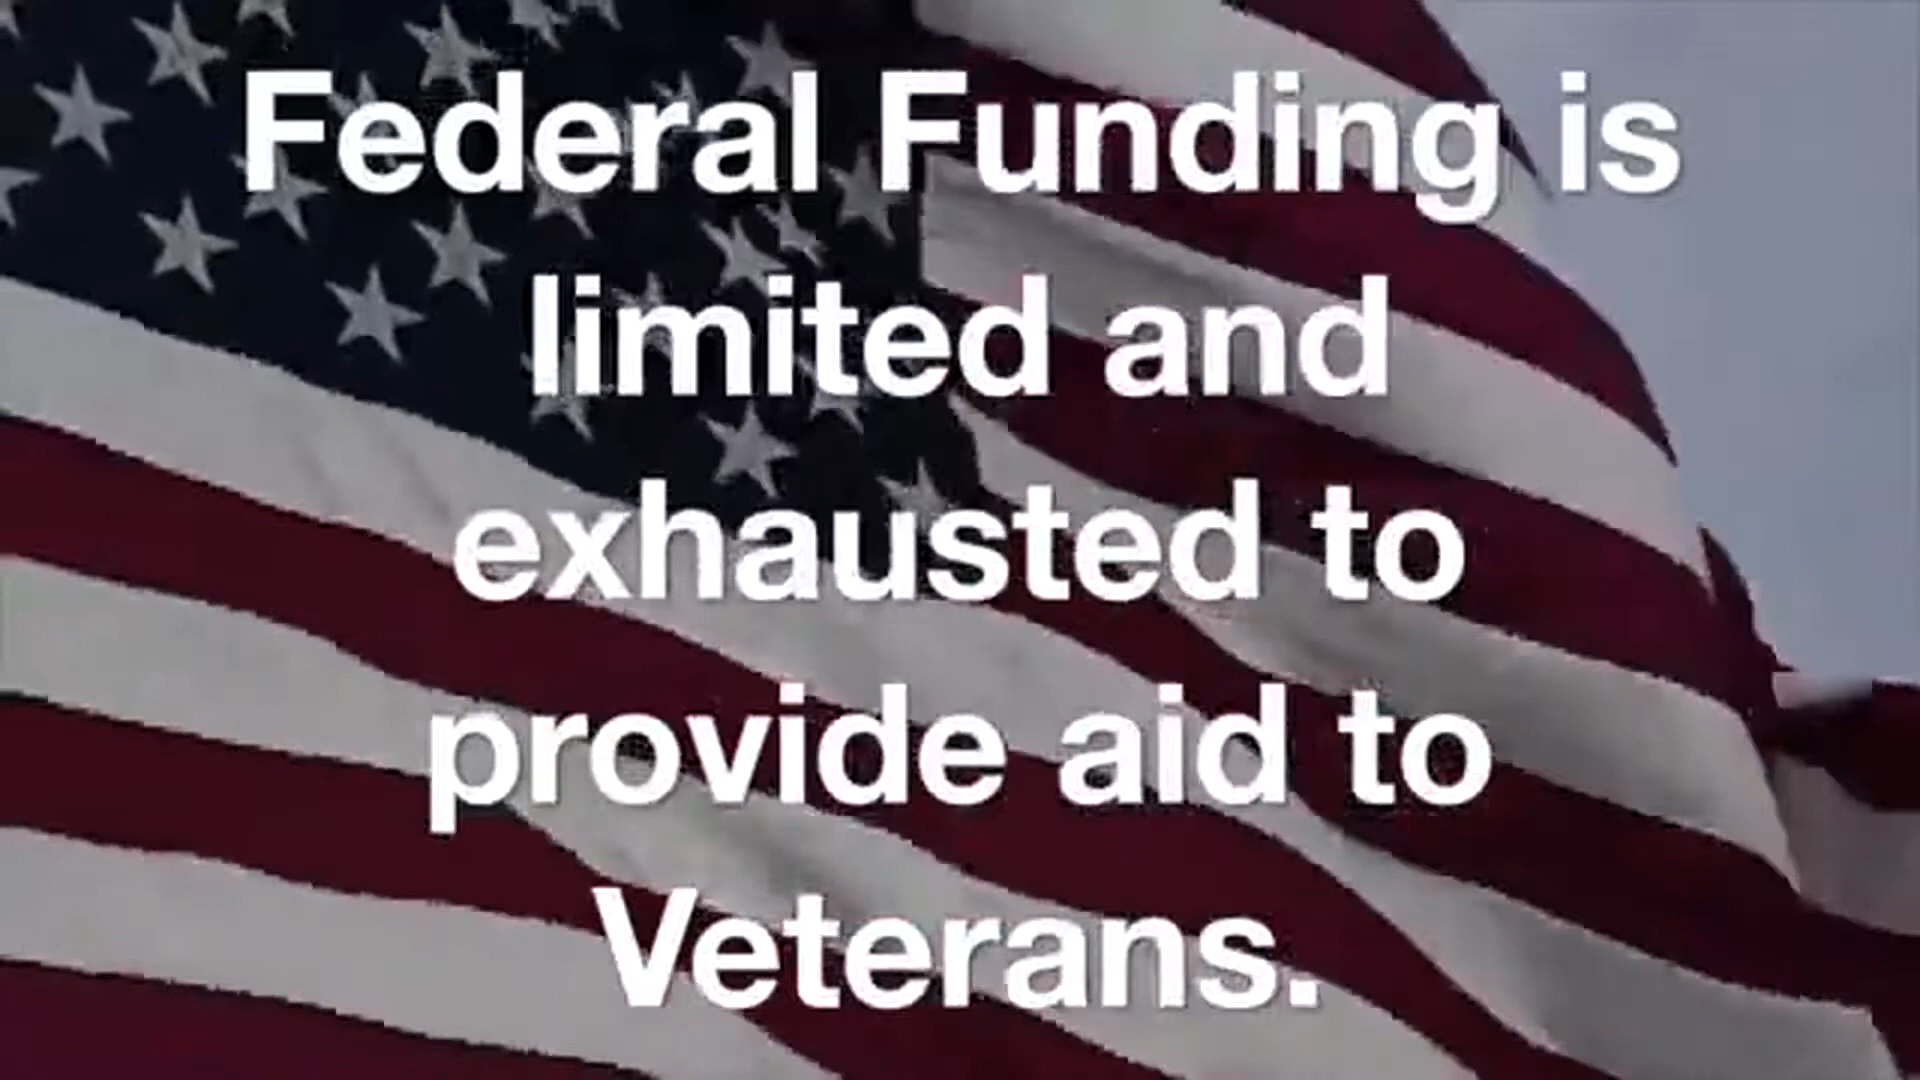 Federal Funding is
limited and
exhausted to
provide aid to
Veterans.